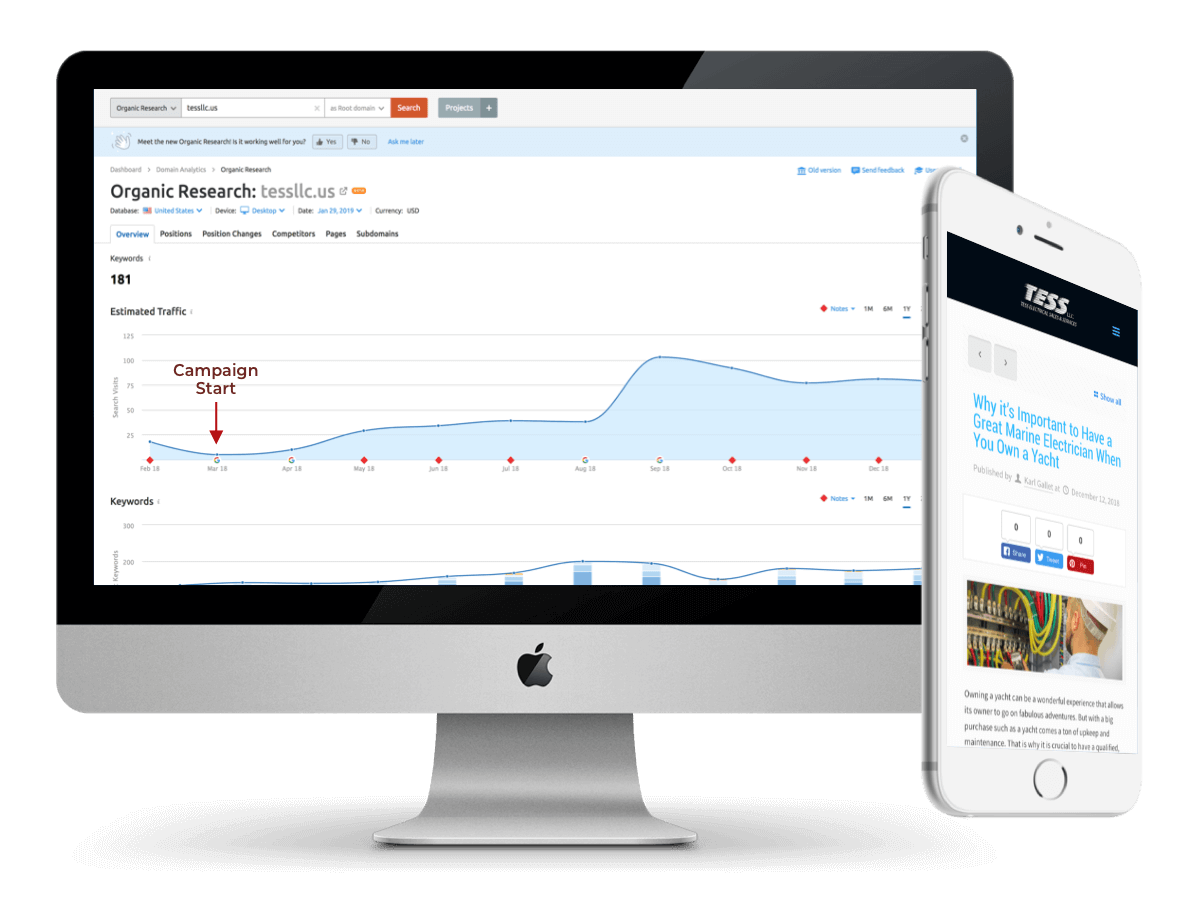 Organic Research
tessllc.us
as Root domain
Search
Projects +
Meet the new Organic Research! Is it working well for you?
Yes
No
Ask me later
Dashboard > Domain Analytics > Organic Research
Old version
Send feedback
Organic Research: tessllc.us
Database: United States Device: Desktop Date: Jan 29, 2019 Currency: USD
Overview Positions Position Changes Competitors Pages Subdomains
Keywords i
181
Estimated Traffic i
Notes 1M 6M 1Y
125
100
75
50
25
Search Visits
Campaign
Start
Feb 18 Mar 18 Apr 18 May 18 Jun 18 Jul 18 Aug 18 Sep 18 Oct 18 Nov 18 Dec 18
Keywords i
Notes 1M 6M 1Y
300
200
Keywords
TESS LLC.
TESS ELECTRICAL SALES & SERVICES
Show all
Why it's Important to Have a
Great Marine Electrician When
You Own a Yacht
Published by Karl Gallet at December 12, 2018
0 0 0
Share Tweet Pin
Owning a yacht can be a wonderful experience that allows
its owner to go on fabulous adventures. But with a big
purchase such as a yacht comes a ton of upkeep and
maintenance. That is why it is crucial to have a qualified,